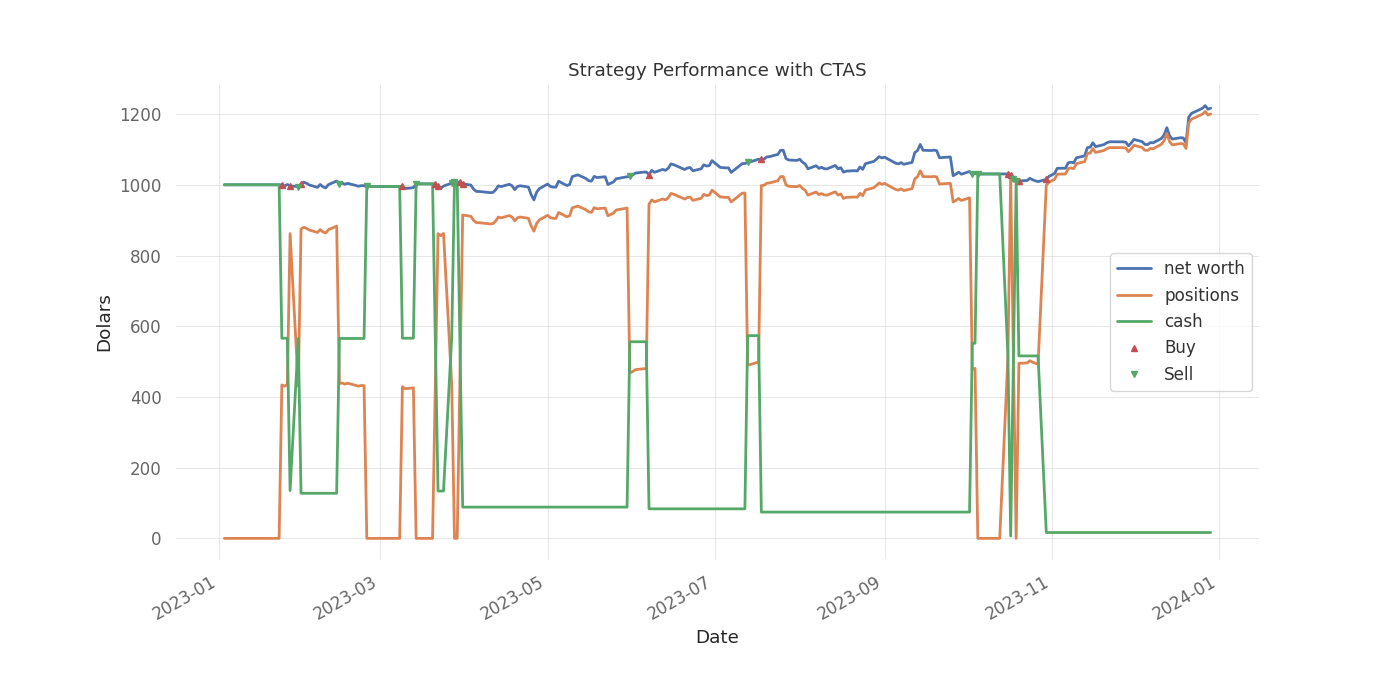 Strategy Performance with CTAS
1200
1000
800
600
400
200
0
Dolars
net worth
positions
cash
Buy
Sell
2023-01
2023-03
2023-05
2023-07
2023-09
2023-11
2024-01
Date